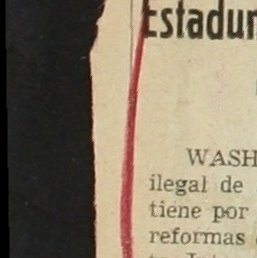 Estadun
WASH
ilegal de
tiene por
reformas